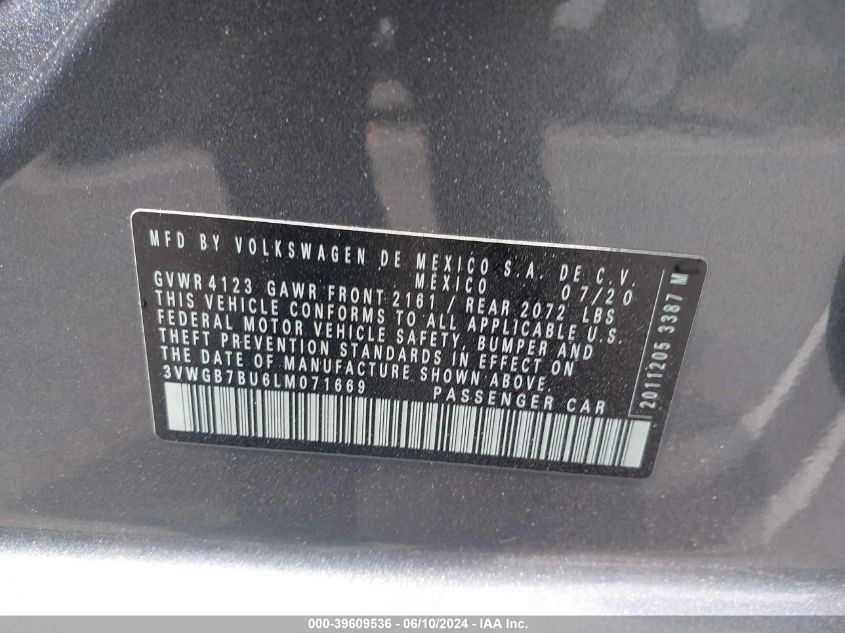 MFD BY VOLKSWAGEN DE MEXICO S.A. DE C.V.
MEXICO 07/20
GVWR 4123 GAWR FRONT 2161 / REAR 2072 LBS
THIS VEHICLE CONFORMS TO ALL APPLICABLE U.S.
FEDERAL MOTOR VEHICLE SAFETY, BUMPER AND
THEFT PREVENTION STANDARDS IN EFFECT ON
THE DATE OF MANUFACTURE SHOWN ABOVE.
3VWGB7BU6LM071669 PASSENGER CAR
2011205 3387 M
000-39609536 - 06/10/2024 - IAA Inc.